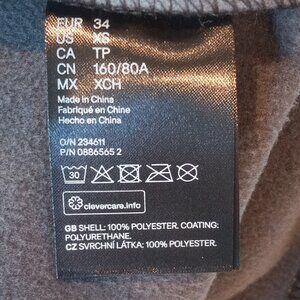 EUR 34
US XS
CA TP
CN 160/80A
MX XCH
Made in China
Fabriqué en Chine
Hecho en China
O/N 234611
P/N 0886565 2
30
clevercare.info
GB SHELL: 100% POLYESTER. COATING:
POLYURETHANE.
CZ SVRCHNÍ LÁTKA: 100% POLYESTER.